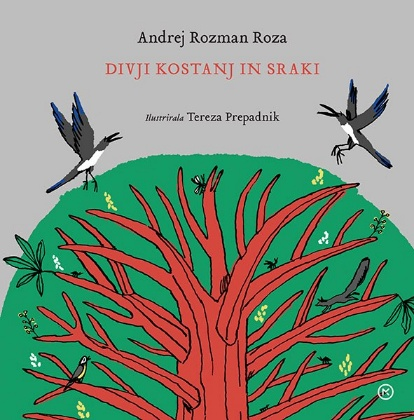 Andrej Rozman Roza
DIVJI KOSTANJ IN SRAKI
Ilustrirala Tereza Prepadnik